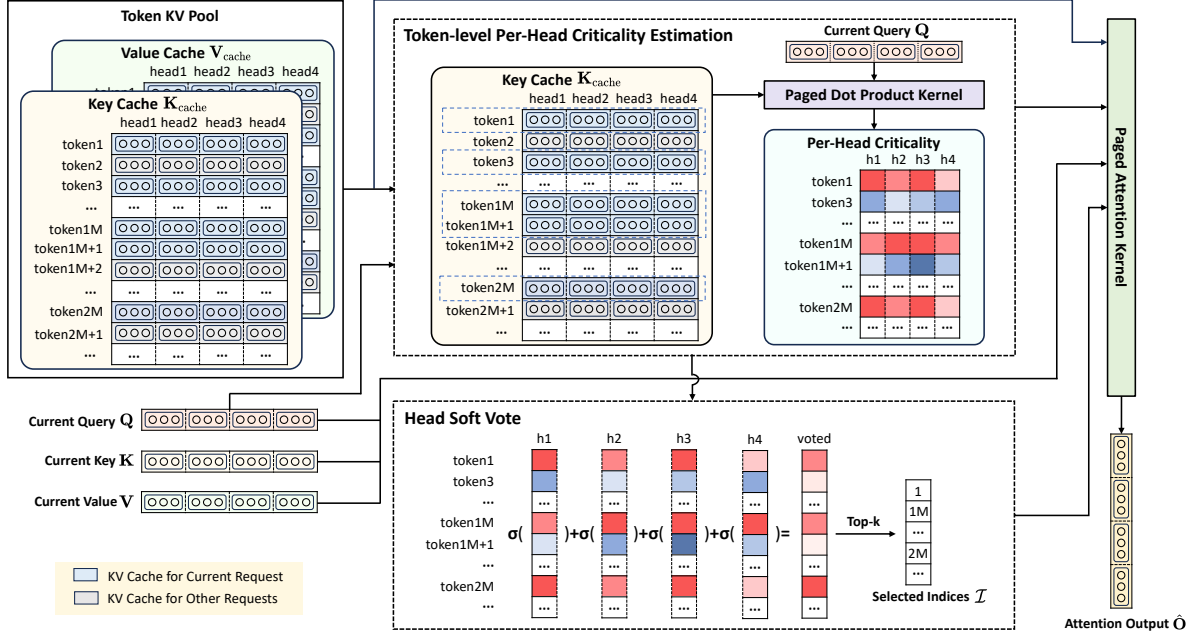 Token KV Pool
Value Cache V_cache
head1 head2 head3 head4
Key Cache K_cache
head1 head2 head3 head4
token1
token2
token3
... ... ... ... ...
token1M
token1M+1
token1M+2
... ... ... ... ...
token2M
token2M+1
... ... ... ... ...
Token-level Per-Head Criticality Estimation
Key Cache K_cache
head1 head2 head3 head4
token1
token2
token3
... ... ... ... ...
token1M
token1M+1
token1M+2
... ... ... ... ...
token2M
token2M+1
... ... ... ... ...
Current Query Q
Paged Dot Product Kernel
Per-Head Criticality
h1 h2 h3 h4
token1
token3
... ... ... ... ...
token1M
token1M+1
... ... ... ... ...
token2M
... ... ... ... ...
Paged Attention Kernel
Current Query Q
Current Key K
Current Value V
KV Cache for Current Request
KV Cache for Other Requests
Head Soft Vote
h1 h2 h3 h4 voted
token1
token3
... ... ... ... ... ...
token1M
token1M+1
σ( )+σ( )+σ( )+σ( )=
... ... ... ... ... ...
token2M
... ... ... ... ... ...
Top-k
1
1M
...
2M
...
Selected Indices ℐ
Attention Output Ô